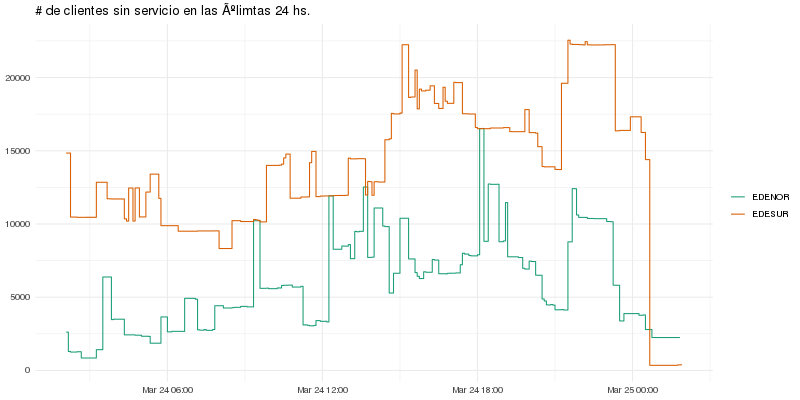 # de clientes sin servicio en las Ãºlimtas 24 hs.
20000
15000
10000
5000
0
EDENOR
EDESUR
Mar 24 06:00
Mar 24 12:00
Mar 24 18:00
Mar 25 00:00